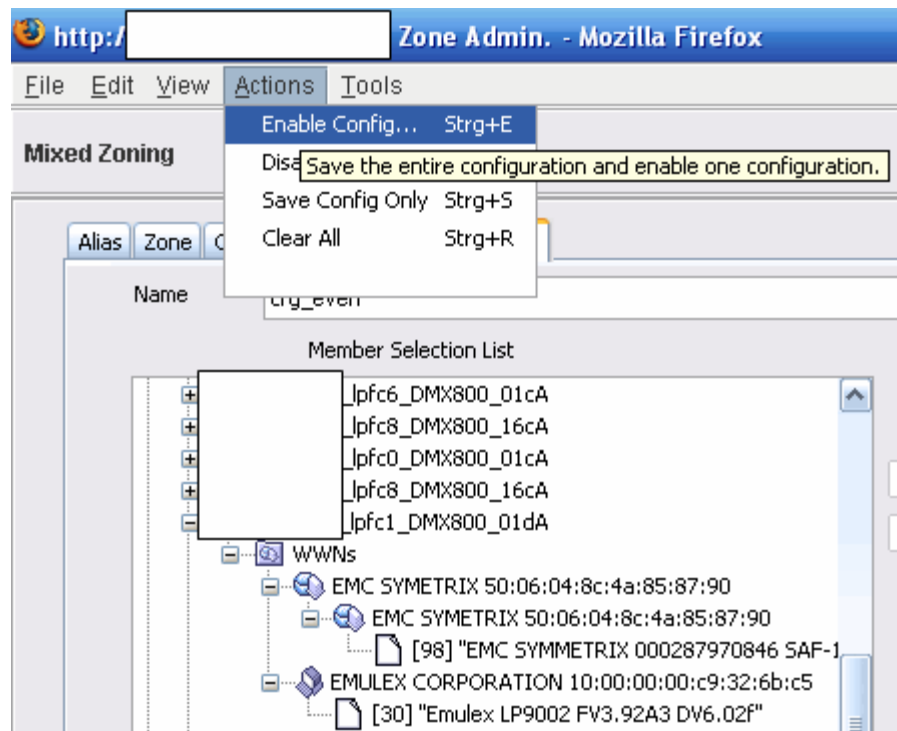 http:/ Zone Admin. - Mozilla Firefox
File Edit View Actions Tools
Enable Config... Strg+E
Mixed Zoning
Disa
Save the entire configuration and enable one configuration.
Save Config Only Strg+S
Clear All Strg+R
Alias Zone C
Name
Member Selection List
_lpfc6_DMX800_01cA
_lpfc8_DMX800_16cA
_lpfc0_DMX800_01cA
_lpfc8_DMX800_16cA
_lpfc1_DMX800_01dA
WWNs
EMC SYMETRIX 50:06:04:8c:4a:85:87:90
EMC SYMETRIX 50:06:04:8c:4a:85:87:90
[98] "EMC SYMMETRIX 000287970846 SAF-1
EMULEX CORPORATION 10:00:00:00:c9:32:6b:c5
[30] "Emulex LP9002 FV3.92A3 DV6.02f"